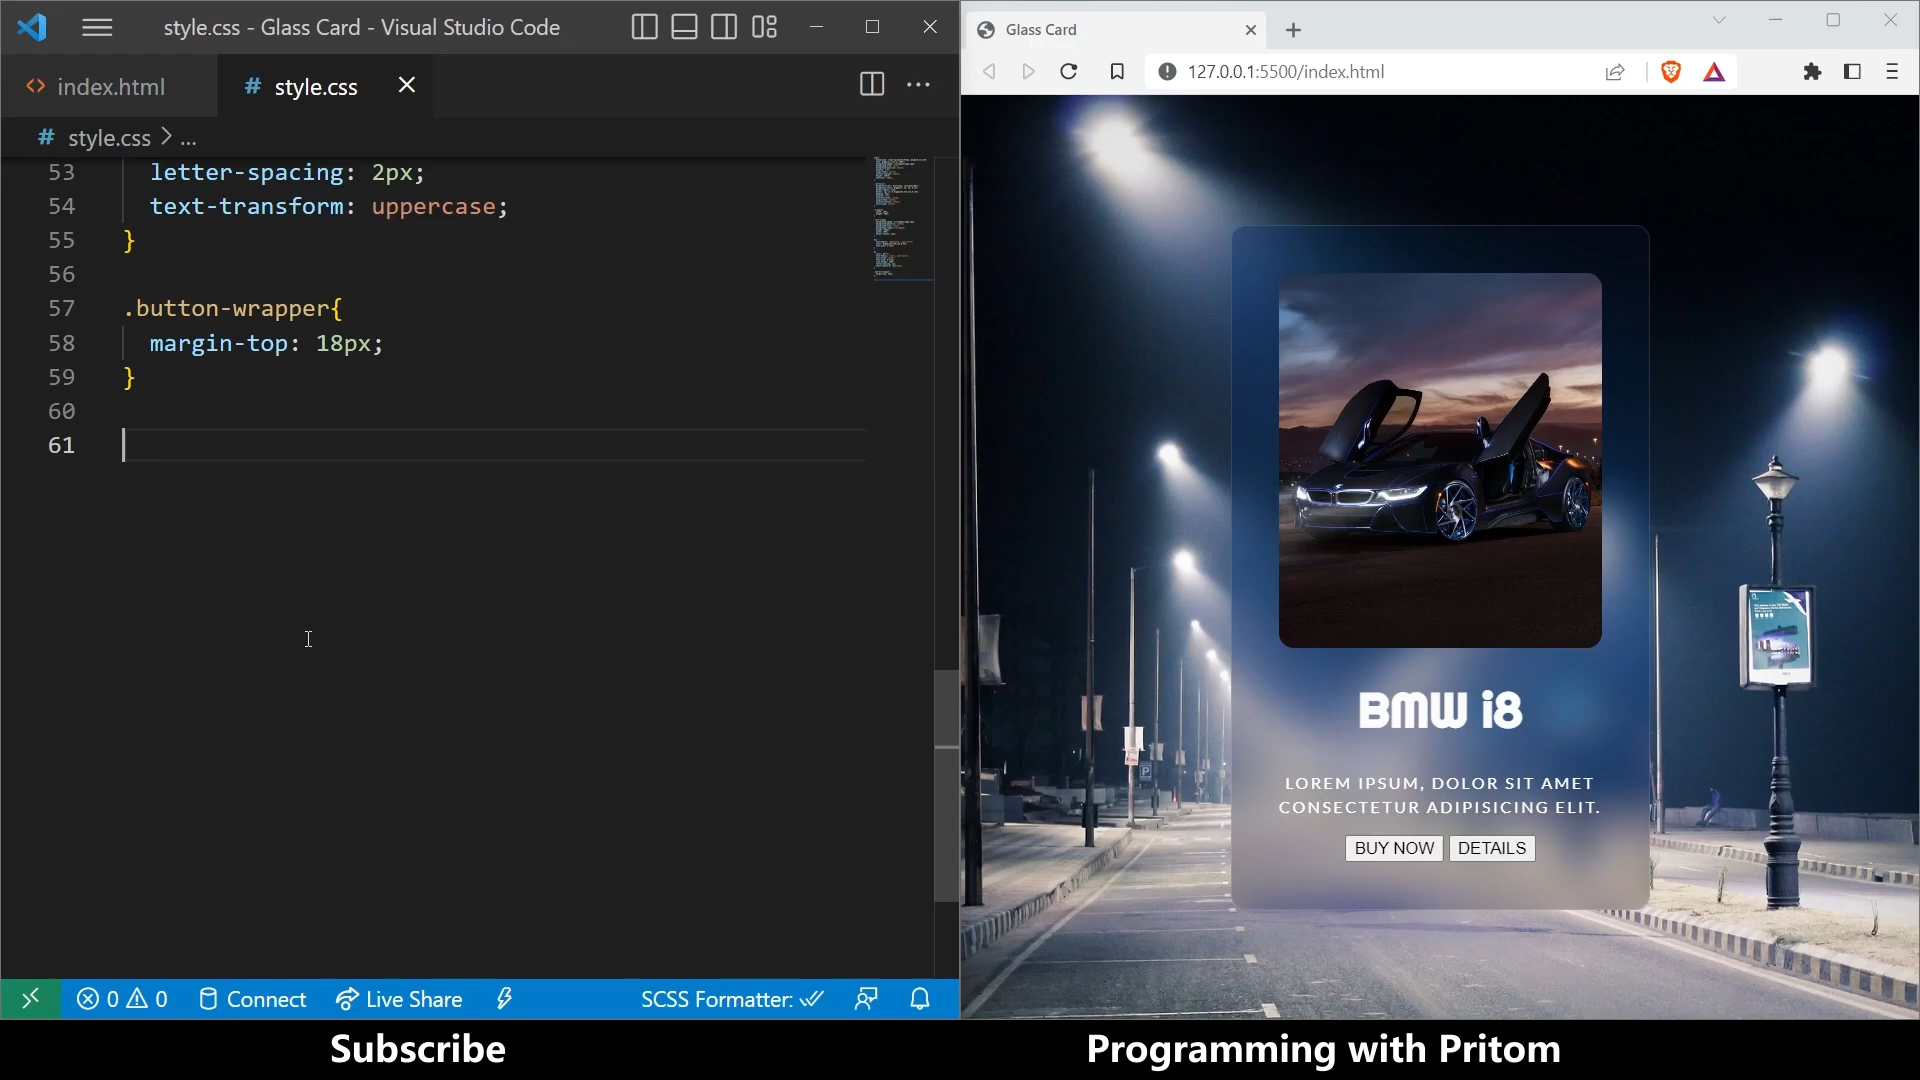 style.css - Glass Card - Visual Studio Code
index.html
# style.css
# style.css > ...
53 letter-spacing: 2px;
54 text-transform: uppercase;
55 }
56
57 .button-wrapper{
58 margin-top: 18px;
59 }
60
61
0 0 Connect Live Share SCSS Formatter:
Glass Card
127.0.0.1:5500/index.html
BMW i8
LOREM IPSUM, DOLOR SIT AMET
CONSECTETUR ADIPISICING ELIT.
BUY NOW DETAILS
P
Subscribe
Programming with Pritom